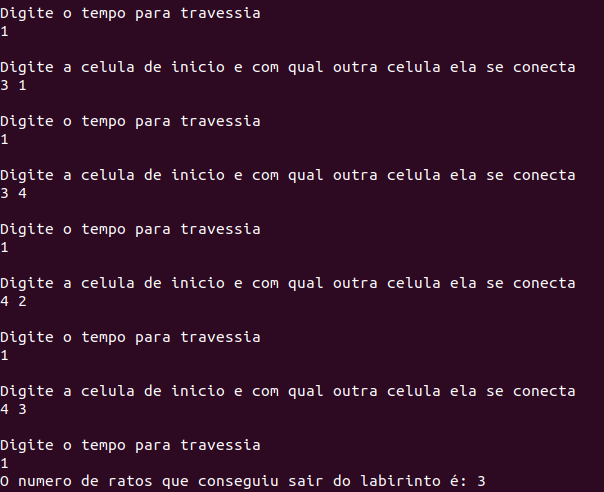 Digite o tempo para travessia
1
Digite a celula de inicio e com qual outra celula ela se conecta
3 1
Digite o tempo para travessia
1
Digite a celula de inicio e com qual outra celula ela se conecta
3 4
Digite o tempo para travessia
1
Digite a celula de inicio e com qual outra celula ela se conecta
4 2
Digite o tempo para travessia
1
Digite a celula de inicio e com qual outra celula ela se conecta
4 3
Digite o tempo para travessia
1
O numero de ratos que conseguiu sair do labirinto é: 3